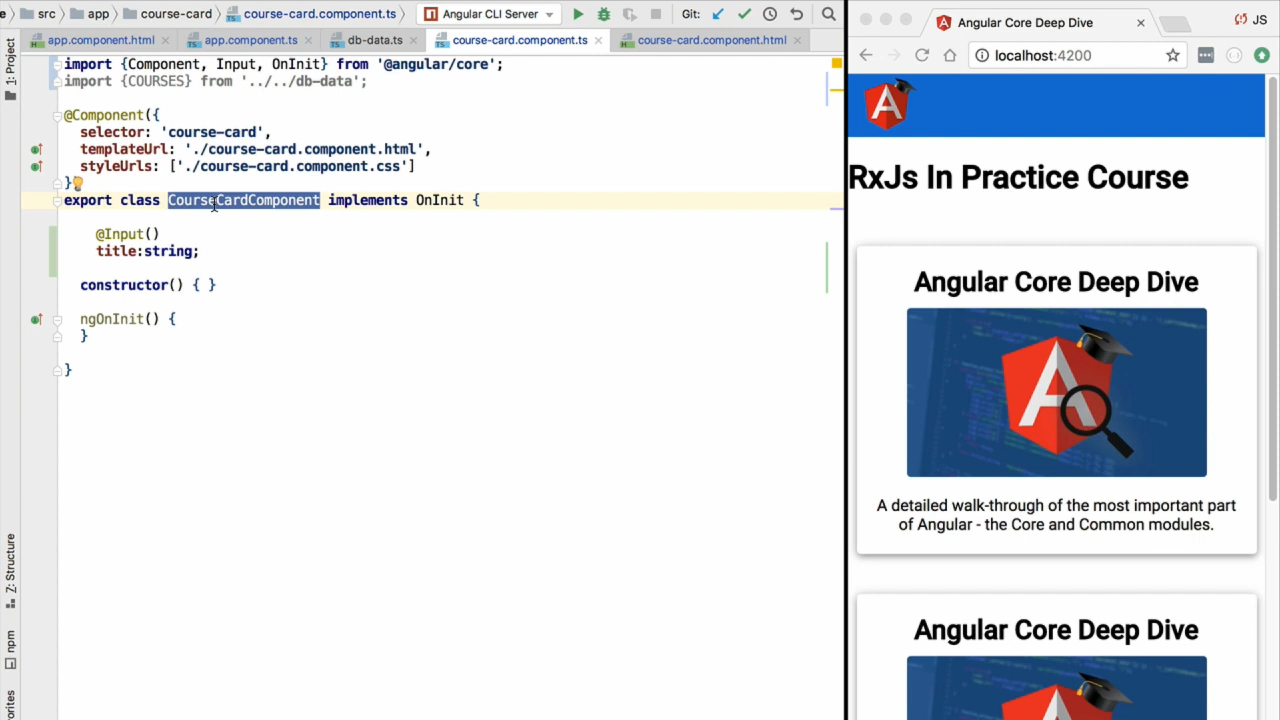 src app course-card course-card.component.ts Angular CLI Server Git:
app.component.html app.component.ts db-data.ts course-card.component.ts course-card.component.html
1: Project
import {Component, Input, OnInit} from '@angular/core';
import {COURSES} from '../../db-data';
@Component({
selector: 'course-card',
templateUrl: './course-card.component.html',
styleUrls: ['./course-card.component.css']
})
export class CourseCardComponent implements OnInit {
@Input()
title:string;
constructor() { }
ngOnInit() {
}
}
Z: Structure
npm
Angular Core Deep Dive
JS
localhost:4200
RxJs In Practice Course
Angular Core Deep Dive
A detailed walk-through of the most important part
of Angular - the Core and Common modules.
Angular Core Deep Dive